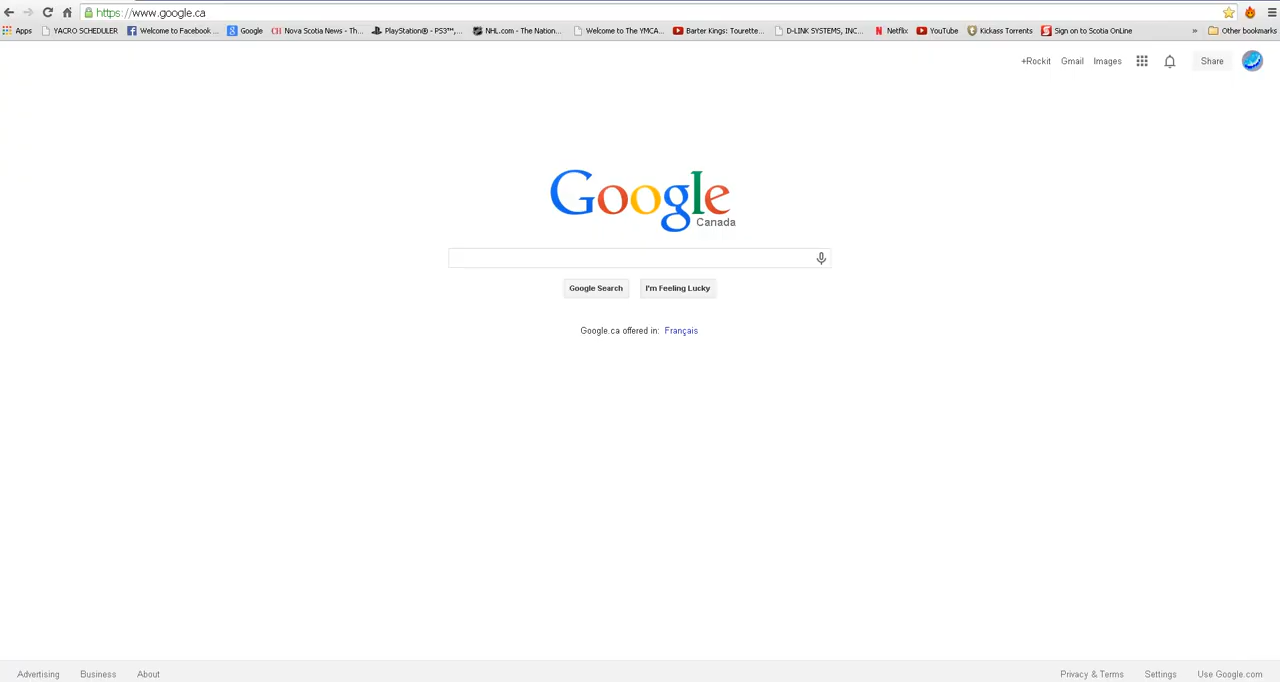 https://www.google.ca
Apps YACRO SCHEDULER Welcome to Facebook ... Google Nova Scotia News - Th... PlayStation® - PS3™,... NHL.com - The Nation... Welcome to The YMCA... Barter Kings: Tourette... D-LINK SYSTEMS, INC... Netflix YouTube Kickass Torrents Sign on to Scotia OnLine » Other bookmarks
+Rockit Gmail Images Share
Google
Canada
Google Search I'm Feeling Lucky
Google.ca offered in: Français
Advertising Business About Privacy & Terms Settings Use Google.com